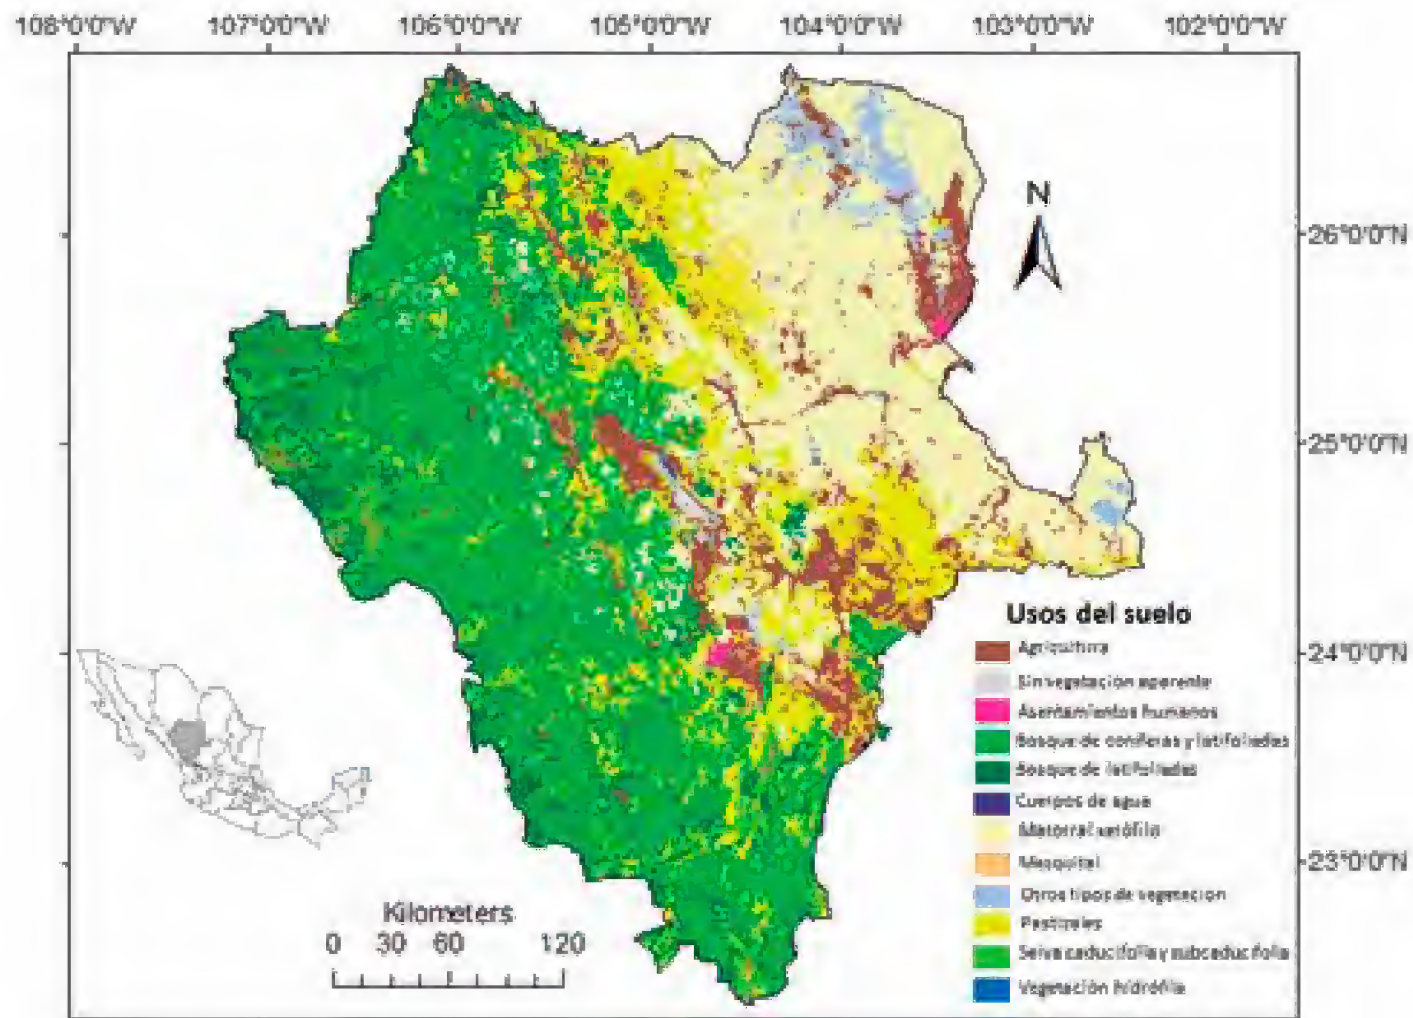 108°0'0"W 107°0'0"W 106°0'0"W 105°0'0"W 104°0'0"W 103°0'0"W 102°0'0"W
N
26°0'0"N
25°0'0"N
24°0'0"N
23°0'0"N
Usos del suelo
Agricultura
Sin vegetación aparente
Asentamientos humanos
Bosque de coníferas y latifoliadas
Bosque de latifoliadas
Cuerpos de agua
Matorral xerófilo
Mezquital
Otros tipos de vegetación
Pastizales
Selva caducifolia y subcaducifolia
Vegetación hidrófila
Kilometers
0 30 60 120